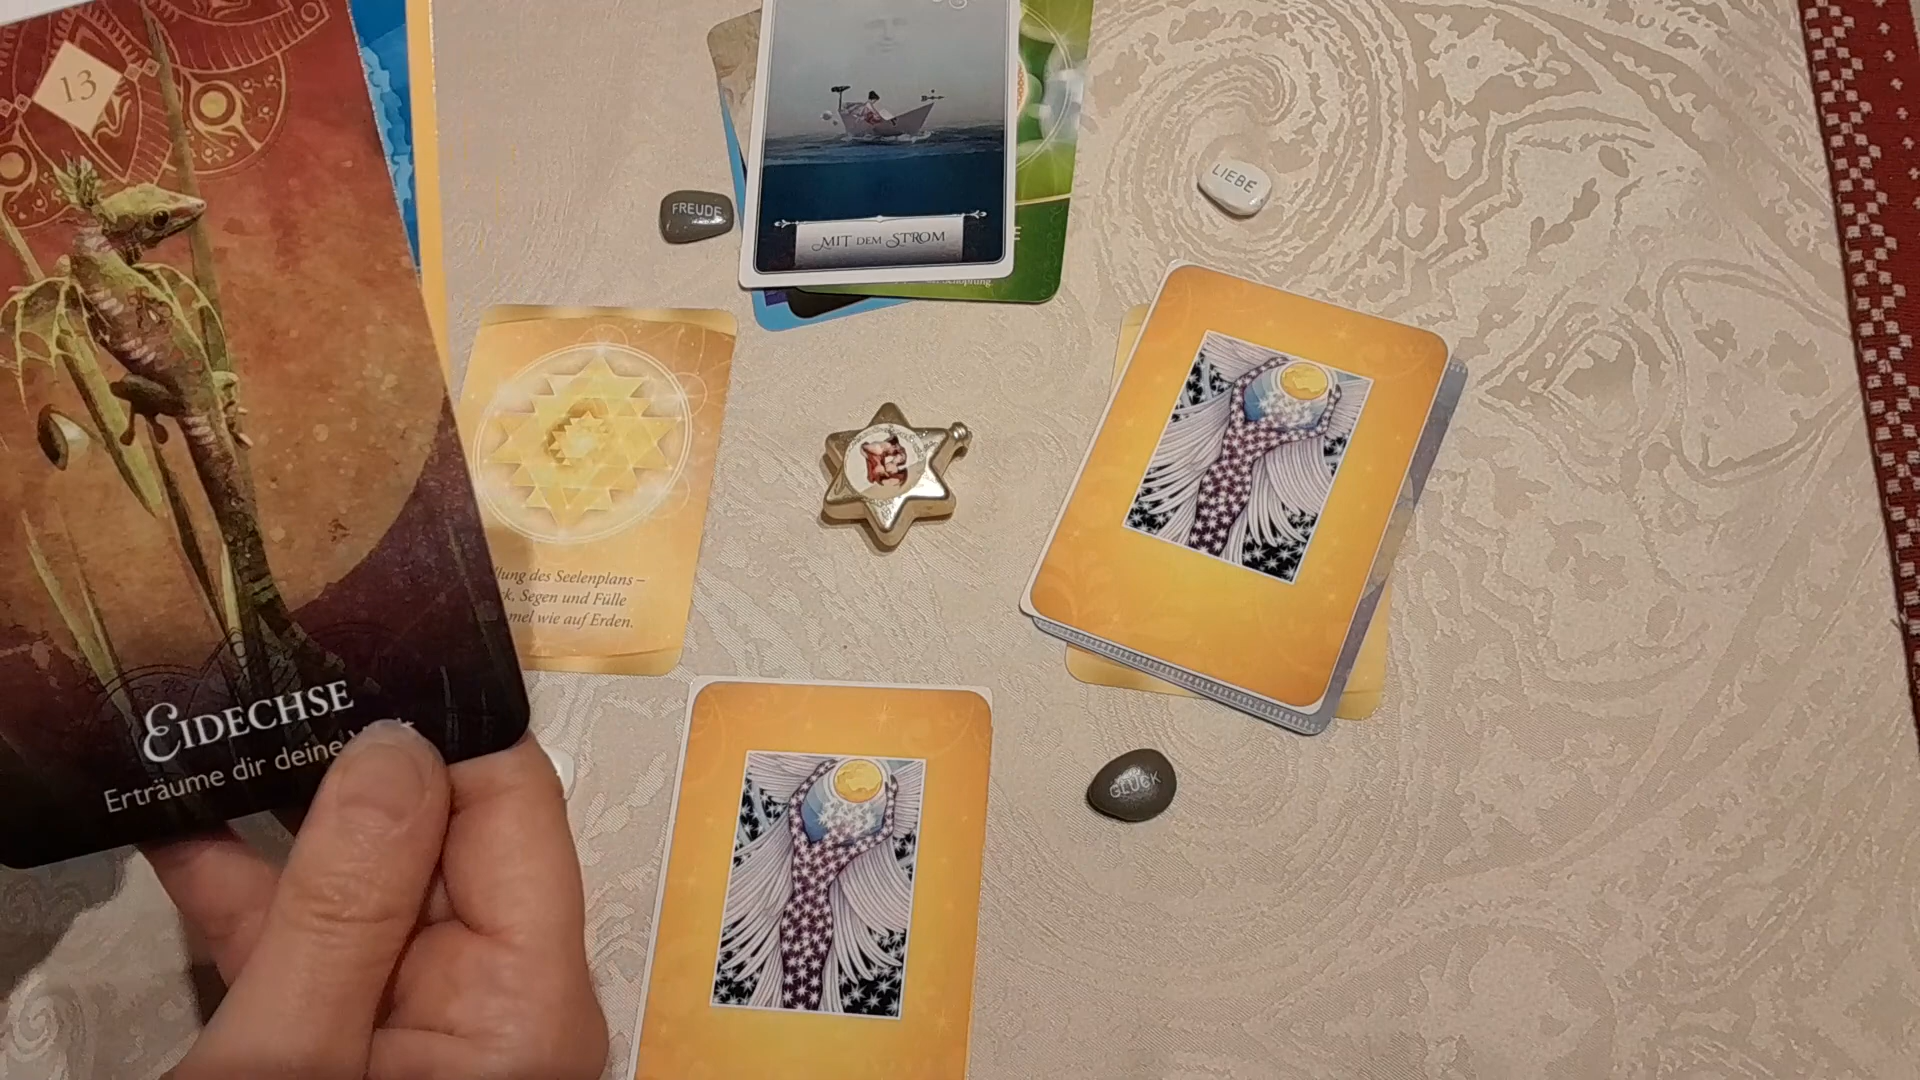 13
EIDECHSE
Erträume dir deine
MIT DEM STROM
FREUDE
LIEBE
des Seelenplans –
Segen und Fülle
wie auf Erden.
GLÜCK